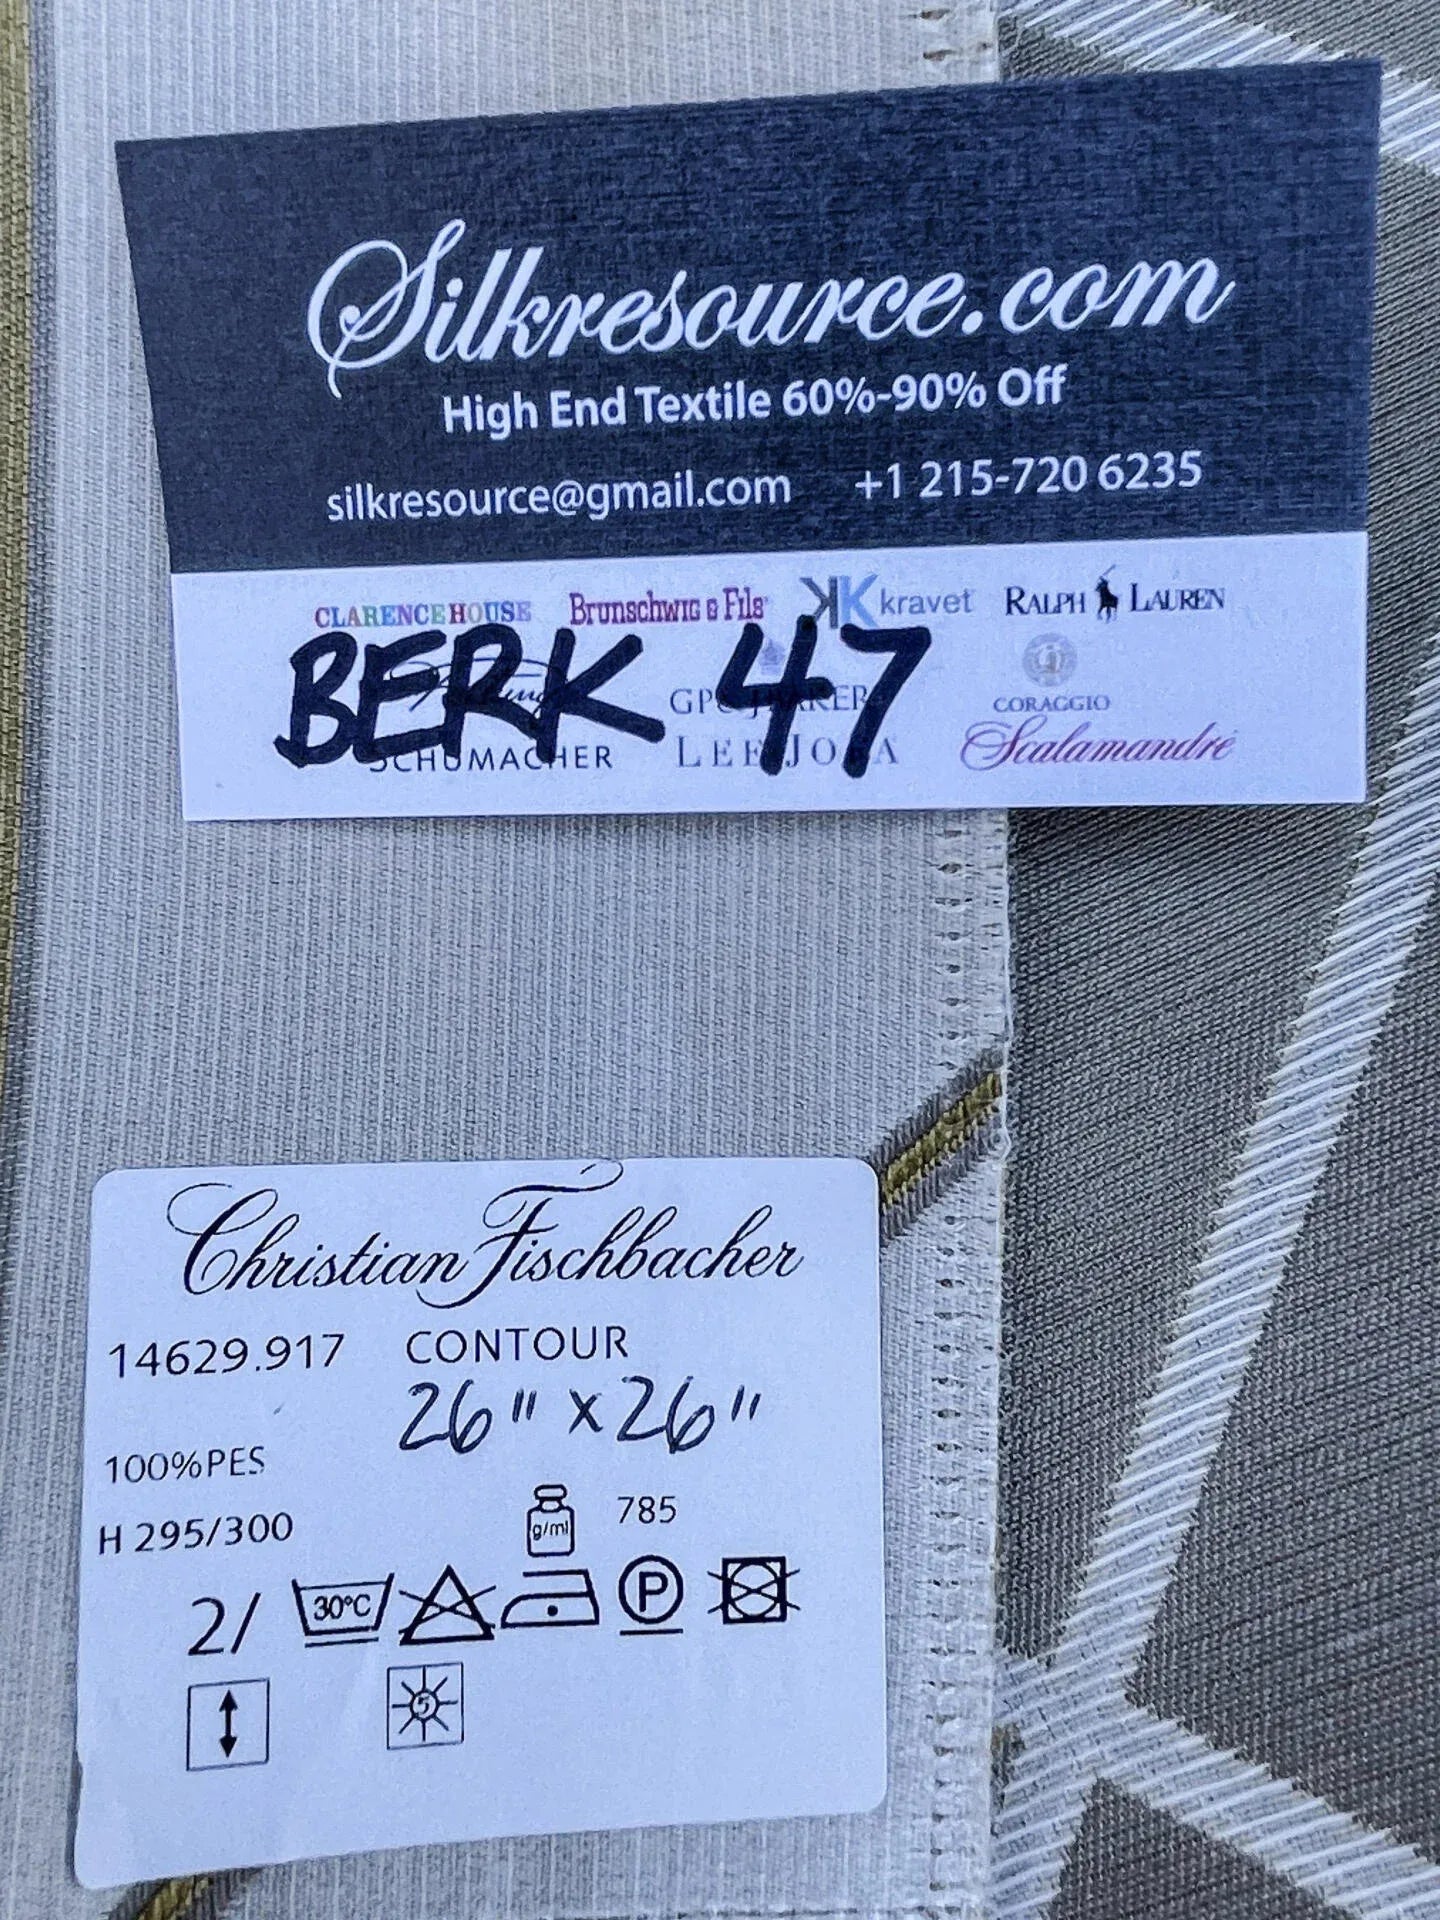 Silkresource.com
High End Textile 60%-90% Off
silkresource@gmail.com +1 215-720 6235
CLARENCE HOUSE Brunschwig & Fils kravet RALPH LAUREN
BERK 47
CORAGGIO
SCHUMACHER LEE JOFA Scalamandré
Christian Fischbacher
14629.917 CONTOUR
26" x 26"
100%PES
H 295/300 g/ml 785
2/ 30°C P
5